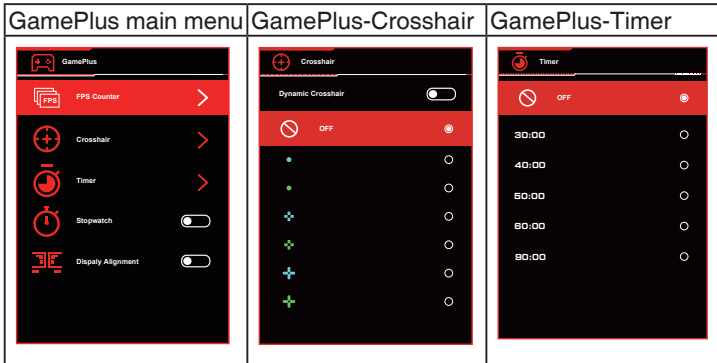 GamePlus main menu
GamePlus-Crosshair
GamePlus-Timer
GamePlus
FPS
FPS Counter
Crosshair
Timer
Stopwatch
Dispaly Alignment
Crosshair
Dynamic Crosshair
OFF
Timer
OFF
30:00
40:00
50:00
60:00
90:00